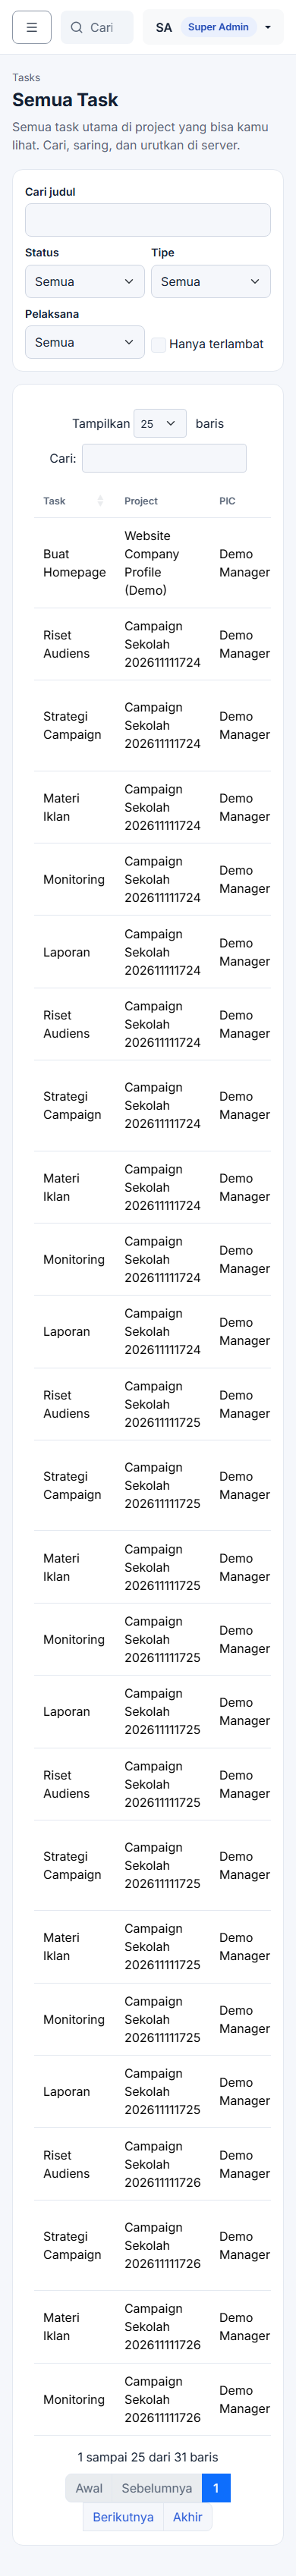 Cari
SA Super Admin
Tasks
Semua Task
Semua task utama di project yang bisa kamu
lihat. Cari, saring, dan urutkan di server.
Cari judul
Status Tipe
Semua Semua
Pelaksana
Semua Hanya terlambat
Tampilkan 25 baris
Cari:
Task Project PIC
Website
Buat Company Demo
Homepage Profile Manager
(Demo)
Campaign
Riset Sekolah Demo
Audiens 202611111724 Manager
Campaign
Strategi Sekolah Demo
Campaign 202611111724 Manager
Campaign
Materi Sekolah Demo
Iklan 202611111724 Manager
Campaign
Monitoring Sekolah Demo
202611111724 Manager
Campaign
Laporan Sekolah Demo
202611111724 Manager
Campaign
Riset Sekolah Demo
Audiens 202611111724 Manager
Campaign
Strategi Sekolah Demo
Campaign 202611111724 Manager
Campaign
Materi Sekolah Demo
Iklan 202611111724 Manager
Campaign
Monitoring Sekolah Demo
202611111724 Manager
Campaign
Laporan Sekolah Demo
202611111724 Manager
Campaign
Riset Sekolah Demo
Audiens 202611111725 Manager
Campaign
Strategi Sekolah Demo
Campaign 202611111725 Manager
Campaign
Materi Sekolah Demo
Iklan 202611111725 Manager
Campaign
Monitoring Sekolah Demo
202611111725 Manager
Campaign
Laporan Sekolah Demo
202611111725 Manager
Campaign
Riset Sekolah Demo
Audiens 202611111725 Manager
Campaign
Strategi Sekolah Demo
Campaign 202611111725 Manager
Campaign
Materi Sekolah Demo
Iklan 202611111725 Manager
Campaign
Monitoring Sekolah Demo
202611111725 Manager
Campaign
Laporan Sekolah Demo
202611111725 Manager
Campaign
Riset Sekolah Demo
Audiens 202611111726 Manager
Campaign
Strategi Sekolah Demo
Campaign 202611111726 Manager
Campaign
Materi Sekolah Demo
Iklan 202611111726 Manager
Campaign
Monitoring Sekolah Demo
202611111726 Manager
1 sampai 25 dari 31 baris
Awal Sebelumnya 1
Berikutnya Akhir